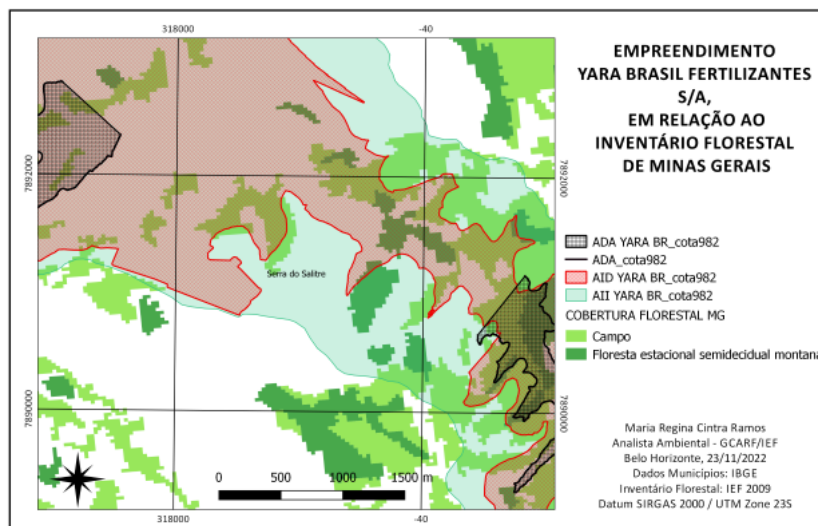 318000
-40
7892000
7892000
Serra do Salitre
7890000
7890000
0 500 1000 1500 m
318000
-40
EMPREENDIMENTO
YARA BRASIL FERTILIZANTES
S/A,
EM RELAÇÃO AO
INVENTÁRIO FLORESTAL
DE MINAS GERAIS
ADA YARA BR_cota982
ADA_cota982
AID YARA BR_cota982
AII YARA BR_cota982
COBERTURA FLORESTAL MG
Campo
Floresta estacional semidecidual montana
Maria Regina Cintra Ramos
Analista Ambiental - GCARF/IEF
Belo Horizonte, 23/11/2022
Dados Municípios: IBGE
Inventário Florestal: IEF 2009
Datum SIRGAS 2000 / UTM Zone 23S